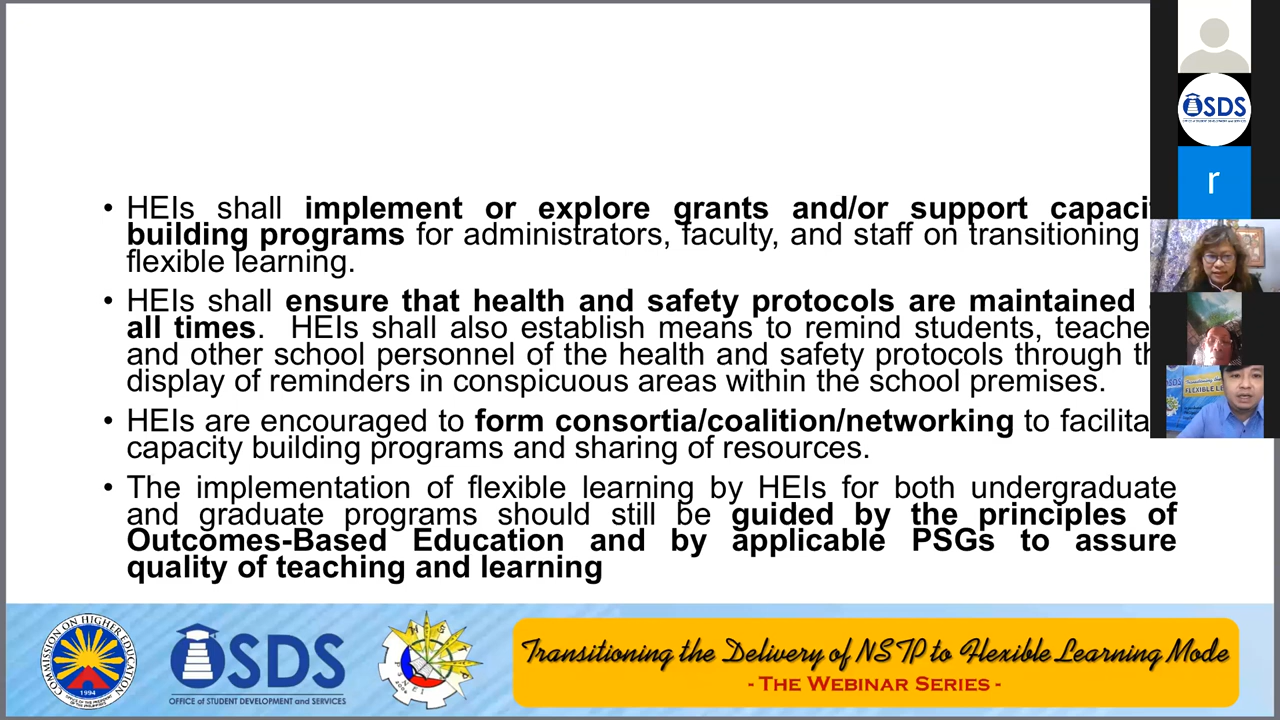 • HEIs shall implement or explore grants and/or support capaci
building programs for administrators, faculty, and staff on transitioning
flexible learning.
• HEIs shall ensure that health and safety protocols are maintained
all times.  HEIs shall also establish means to remind students, teache
and other school personnel of the health and safety protocols through th
display of reminders in conspicuous areas within the school premises.
• HEIs are encouraged to form consortia/coalition/networking to facilita
capacity building programs and sharing of resources.
• The implementation of flexible learning by HEIs for both undergraduate
and graduate programs should still be guided by the principles of
Outcomes-Based Education and by applicable PSGs to assure
quality of teaching and learning
OSDS
r
COMMISSION ON HIGHER EDUCATION
1994
OSDS
OFFICE of STUDENT DEVELOPMENT and SERVICES
Transitioning the Delivery of NSTP to Flexible Learning Mode
- THE WEBINAR SERIES -